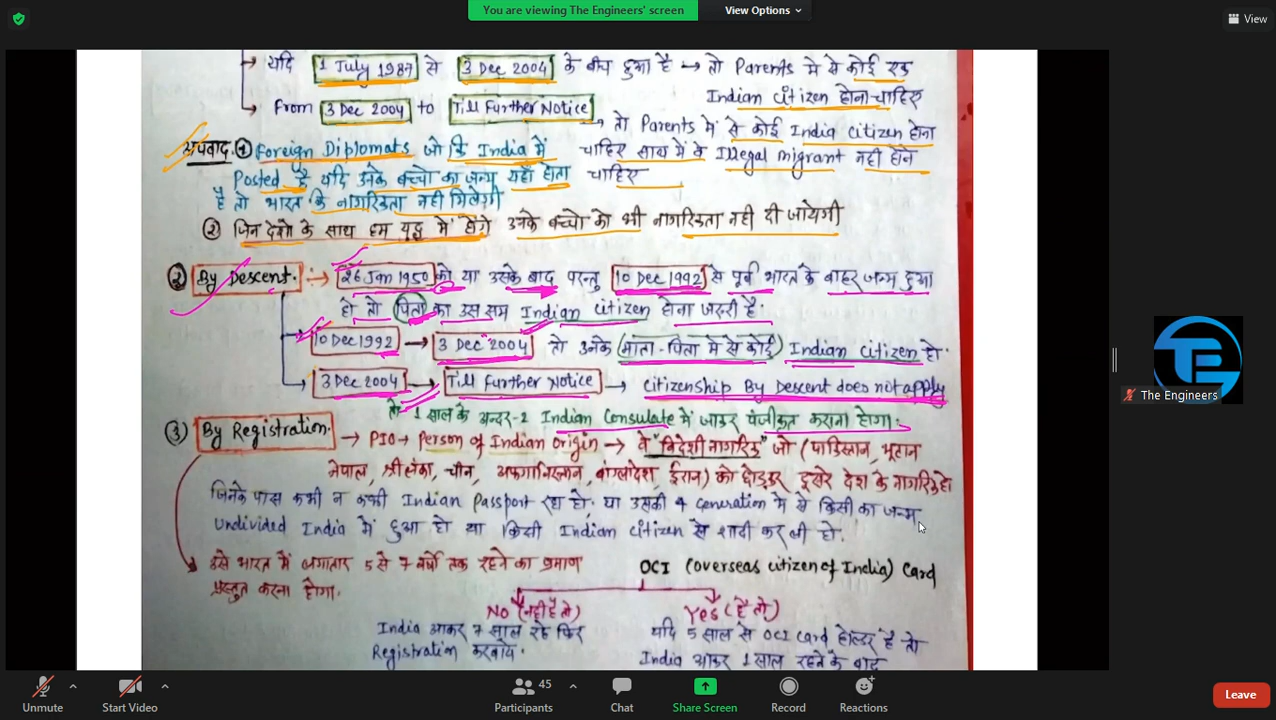 You are viewing The Engineers' screen
View Options
View
यदि 1 July 1987 से 3 Dec 2004 के बीच हुआ है → तो Parents मे से कोई एक
Indian citizen होना चाहिए
From 3 Dec 2004 to Till Further Notice
→ तो Parents मे से कोई India citizen होना
अपवाद. ① Foreign Diplomats जो कि India में
चाहिए साथ में वे Illegal migrant नही होने
Posted है यदि उनके बच्चो का जन्म यहाँ होता
चाहिए
है तो भारत कि नागरिकता नही मिलेगी
② जिन देशो के साथ हम युद्ध में होंगे उनके बच्चो को भी नागरिकता नही दी जायेगी
② By Descent. :→ 26 Jan 1950 को या उसके बाद परन्तु 10 Dec 1992 से पूर्व भारत के बाहर जन्म हुआ
हो तो पिता का उस सम Indian citizen होना जरुरी है.
10 Dec 1992 → 3 Dec 2004 तो उनके (माता-पिता मे से कोई) Indian citizen हो.
3 Dec 2004 → Till Further Notice → citizenship By Descent does not apply
तो 1 साल के अन्दर-2 Indian Consulate में जाकर पंजीकृत कराना होगा.
③ By Registration. → PIO → Person of Indian Origin → वे "विदेशी नागरिक" जो (पाकिस्तान, भूटान
नेपाल, श्रीलंका, चीन, अफगानिस्तान, बांग्लादेश, ईरान) को छोड़कर दूसरे देश के नागरिक हो
जिनके पास कभी न कभी Indian Passport रहा हो. या उसकी 4 Generation मे से किसी का जन्म
Undivided India में हुआ हो या किसी Indian citizen से शादी कर ली हो.
उसे भारत में लगातार 5 से 7 वर्षो तक रहने का प्रमाण
OCI (overseas citizen of India) Card
प्रस्तुत करना होगा.
No (नही है तो)
Yes (है तो)
India आकर 7 साल रहे फिर
यदि 5 साल से OCI Card होल्डर है तो
Registration करवाये.
India आकर 1 साल रहने के बाद
The Engineers
Unmute
Start Video
45
Participants
Chat
Share Screen
Record
Reactions
Leave